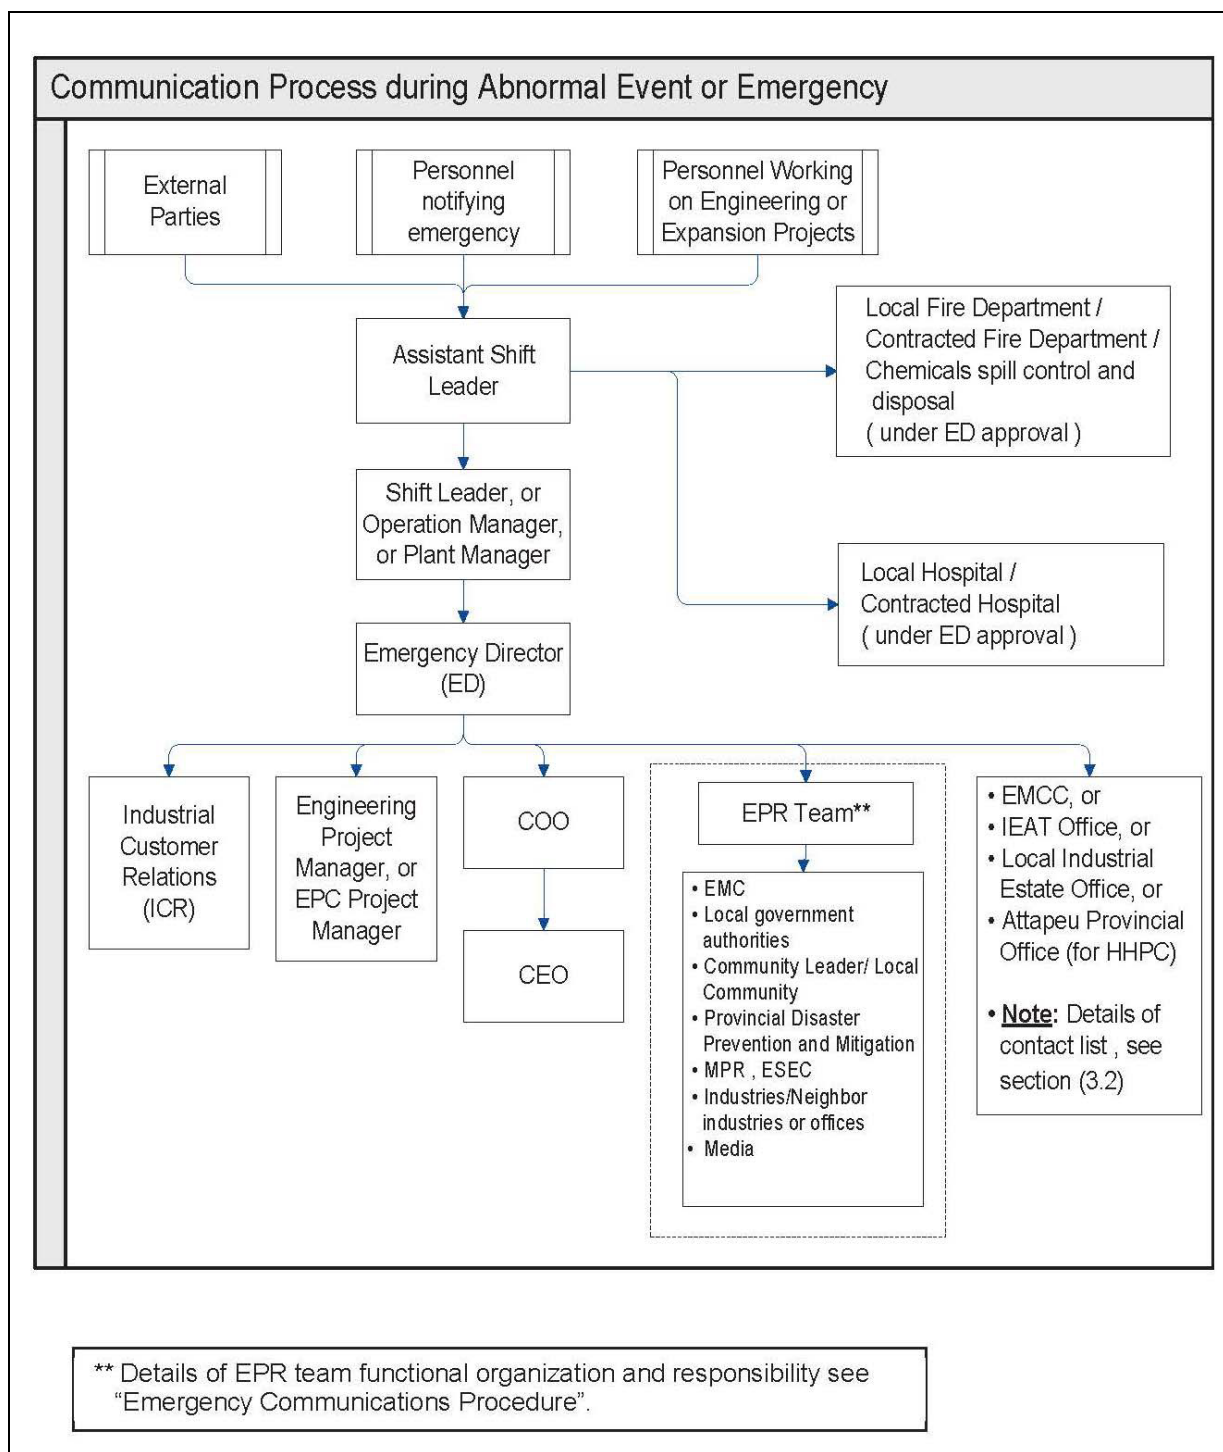 Communication Process during Abnormal Event or Emergency
External
Parties
Personnel
notifying
emergency
Personnel Working
on Engineering or
Expansion Projects
Assistant Shift
Leader
Local Fire Department /
Contracted Fire Department /
Chemicals spill control and
disposal
( under ED approval )
Shift Leader, or
Operation Manager,
or Plant Manager
Local Hospital /
Contracted Hospital
( under ED approval )
Emergency Director
(ED)
Industrial
Customer
Relations
(ICR)
Engineering
Project
Manager, or
EPC Project
Manager
COO
CEO
EPR Team**
• EMC
• Local government
authorities
• Community Leader/ Local
Community
• Provincial Disaster
Prevention and Mitigation
• MPR , ESEC
• Industries/Neighbor
industries or offices
• Media
• EMCC, or
• IEAT Office, or
• Local Industrial
Estate Office, or
• Attapeu Provincial
Office (for HHPC)
• Note: Details of
contact list , see
section (3.2)
** Details of EPR team functional organization and responsibility see
“Emergency Communications Procedure”.